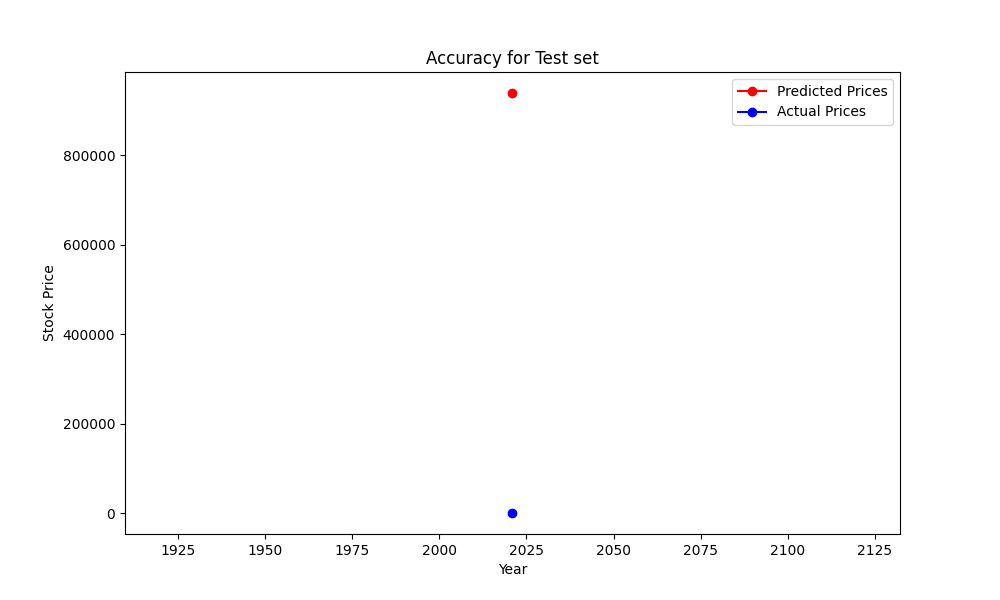 Accuracy for Test set
Predicted Prices
Actual Prices
800000
600000
400000
200000
0
Stock Price
1925 1950 1975 2000 2025 2050 2075 2100 2125
Year